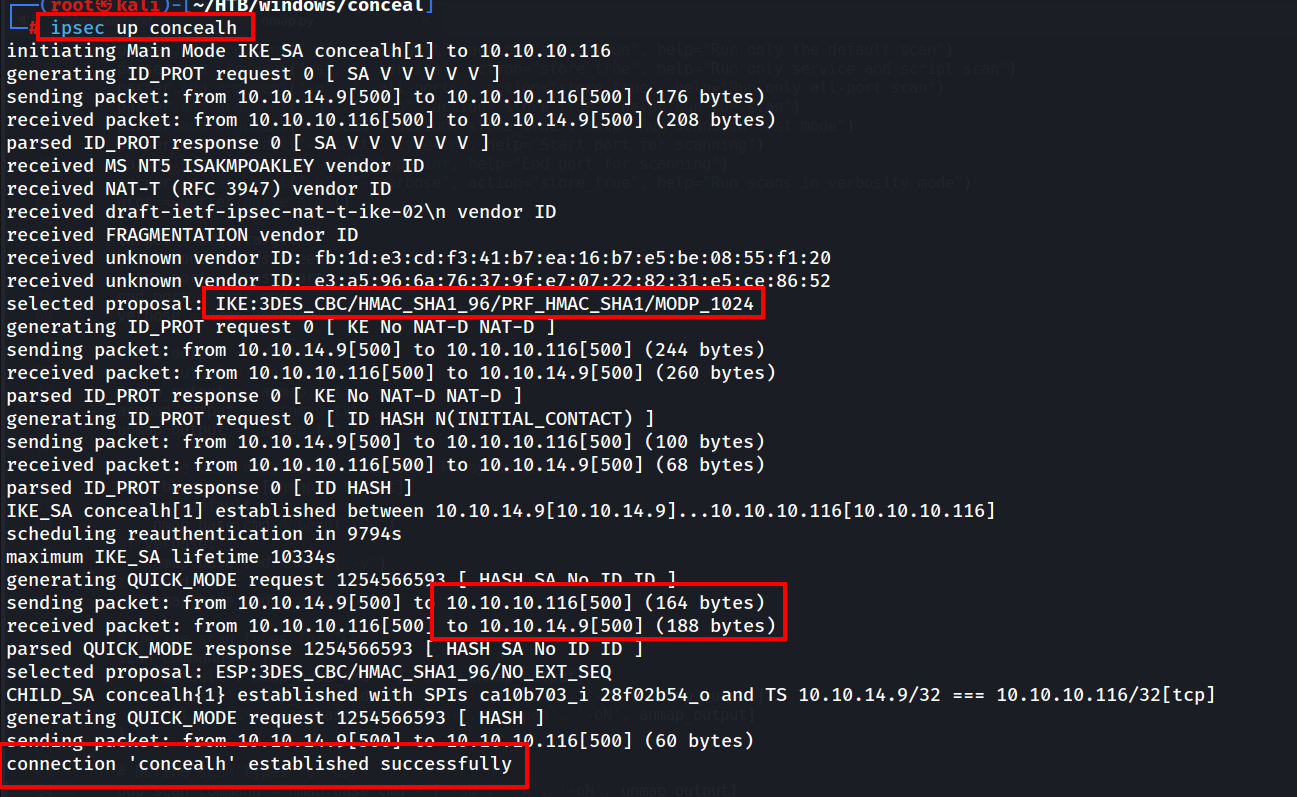 (root㉿kali)-[~/HTB/windows/conceal]
# ipsec up concealh
initiating Main Mode IKE_SA concealh[1] to 10.10.10.116
generating ID_PROT request 0 [ SA V V V V V ]
sending packet: from 10.10.14.9[500] to 10.10.10.116[500] (176 bytes)
received packet: from 10.10.10.116[500] to 10.10.14.9[500] (208 bytes)
parsed ID_PROT response 0 [ SA V V V V V V ]
received MS NT5 ISAKMPOAKLEY vendor ID
received NAT-T (RFC 3947) vendor ID
received draft-ietf-ipsec-nat-t-ike-02\n vendor ID
received FRAGMENTATION vendor ID
received unknown vendor ID: fb:1d:e3:cd:f3:41:b7:ea:16:b7:e5:be:08:55:f1:20
received unknown vendor ID: e3:a5:96:6a:76:37:9f:e7:07:22:82:31:e5:ce:86:52
selected proposal: IKE:3DES_CBC/HMAC_SHA1_96/PRF_HMAC_SHA1/MODP_1024
generating ID_PROT request 0 [ KE No NAT-D NAT-D ]
sending packet: from 10.10.14.9[500] to 10.10.10.116[500] (244 bytes)
received packet: from 10.10.10.116[500] to 10.10.14.9[500] (260 bytes)
parsed ID_PROT response 0 [ KE No NAT-D NAT-D ]
generating ID_PROT request 0 [ ID HASH N(INITIAL_CONTACT) ]
sending packet: from 10.10.14.9[500] to 10.10.10.116[500] (100 bytes)
received packet: from 10.10.10.116[500] to 10.10.14.9[500] (68 bytes)
parsed ID_PROT response 0 [ ID HASH ]
IKE_SA concealh[1] established between 10.10.14.9[10.10.14.9]...10.10.10.116[10.10.10.116]
scheduling reauthentication in 9794s
maximum IKE_SA lifetime 10334s
generating QUICK_MODE request 1254566593 [ HASH SA No ID ID ]
sending packet: from 10.10.14.9[500] to 10.10.10.116[500] (164 bytes)
received packet: from 10.10.10.116[500] to 10.10.14.9[500] (188 bytes)
parsed QUICK_MODE response 1254566593 [ HASH SA No ID ID ]
selected proposal: ESP:3DES_CBC/HMAC_SHA1_96/NO_EXT_SEQ
CHILD_SA concealh{1} established with SPIs ca10b703_i 28f02b54_o and TS 10.10.14.9/32 === 10.10.10.116/32[tcp]
generating QUICK_MODE request 1254566593 [ HASH ]
sending packet: from 10.10.14.9[500] to 10.10.10.116[500] (60 bytes)
connection 'concealh' established successfully